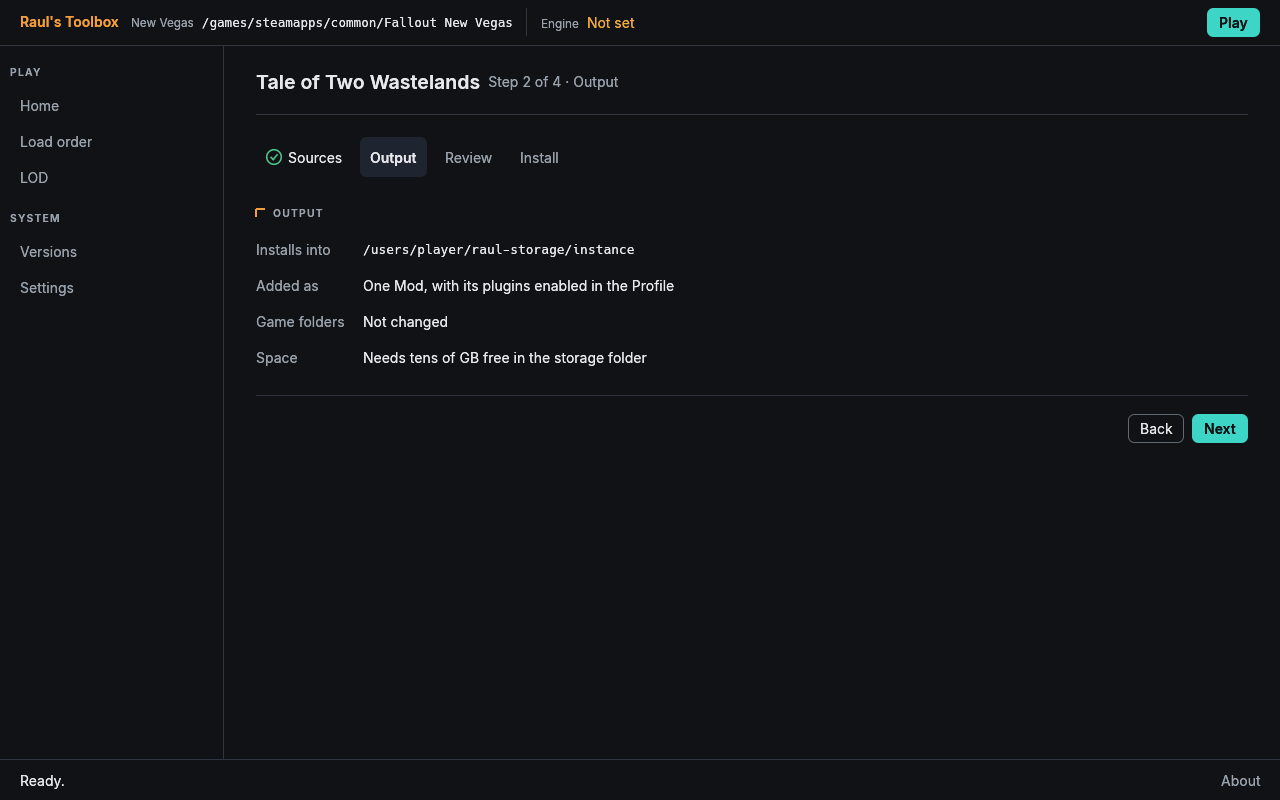 Raul's Toolbox New Vegas /games/steamapps/common/Fallout New Vegas Engine Not set Play
PLAY
Home
Load order
LOD
SYSTEM
Versions
Settings
Tale of Two Wastelands Step 2 of 4 · Output
Sources Output Review Install
OUTPUT
Installs into /users/player/raul-storage/instance
Added as One Mod, with its plugins enabled in the Profile
Game folders Not changed
Space Needs tens of GB free in the storage folder
Back Next
Ready. About